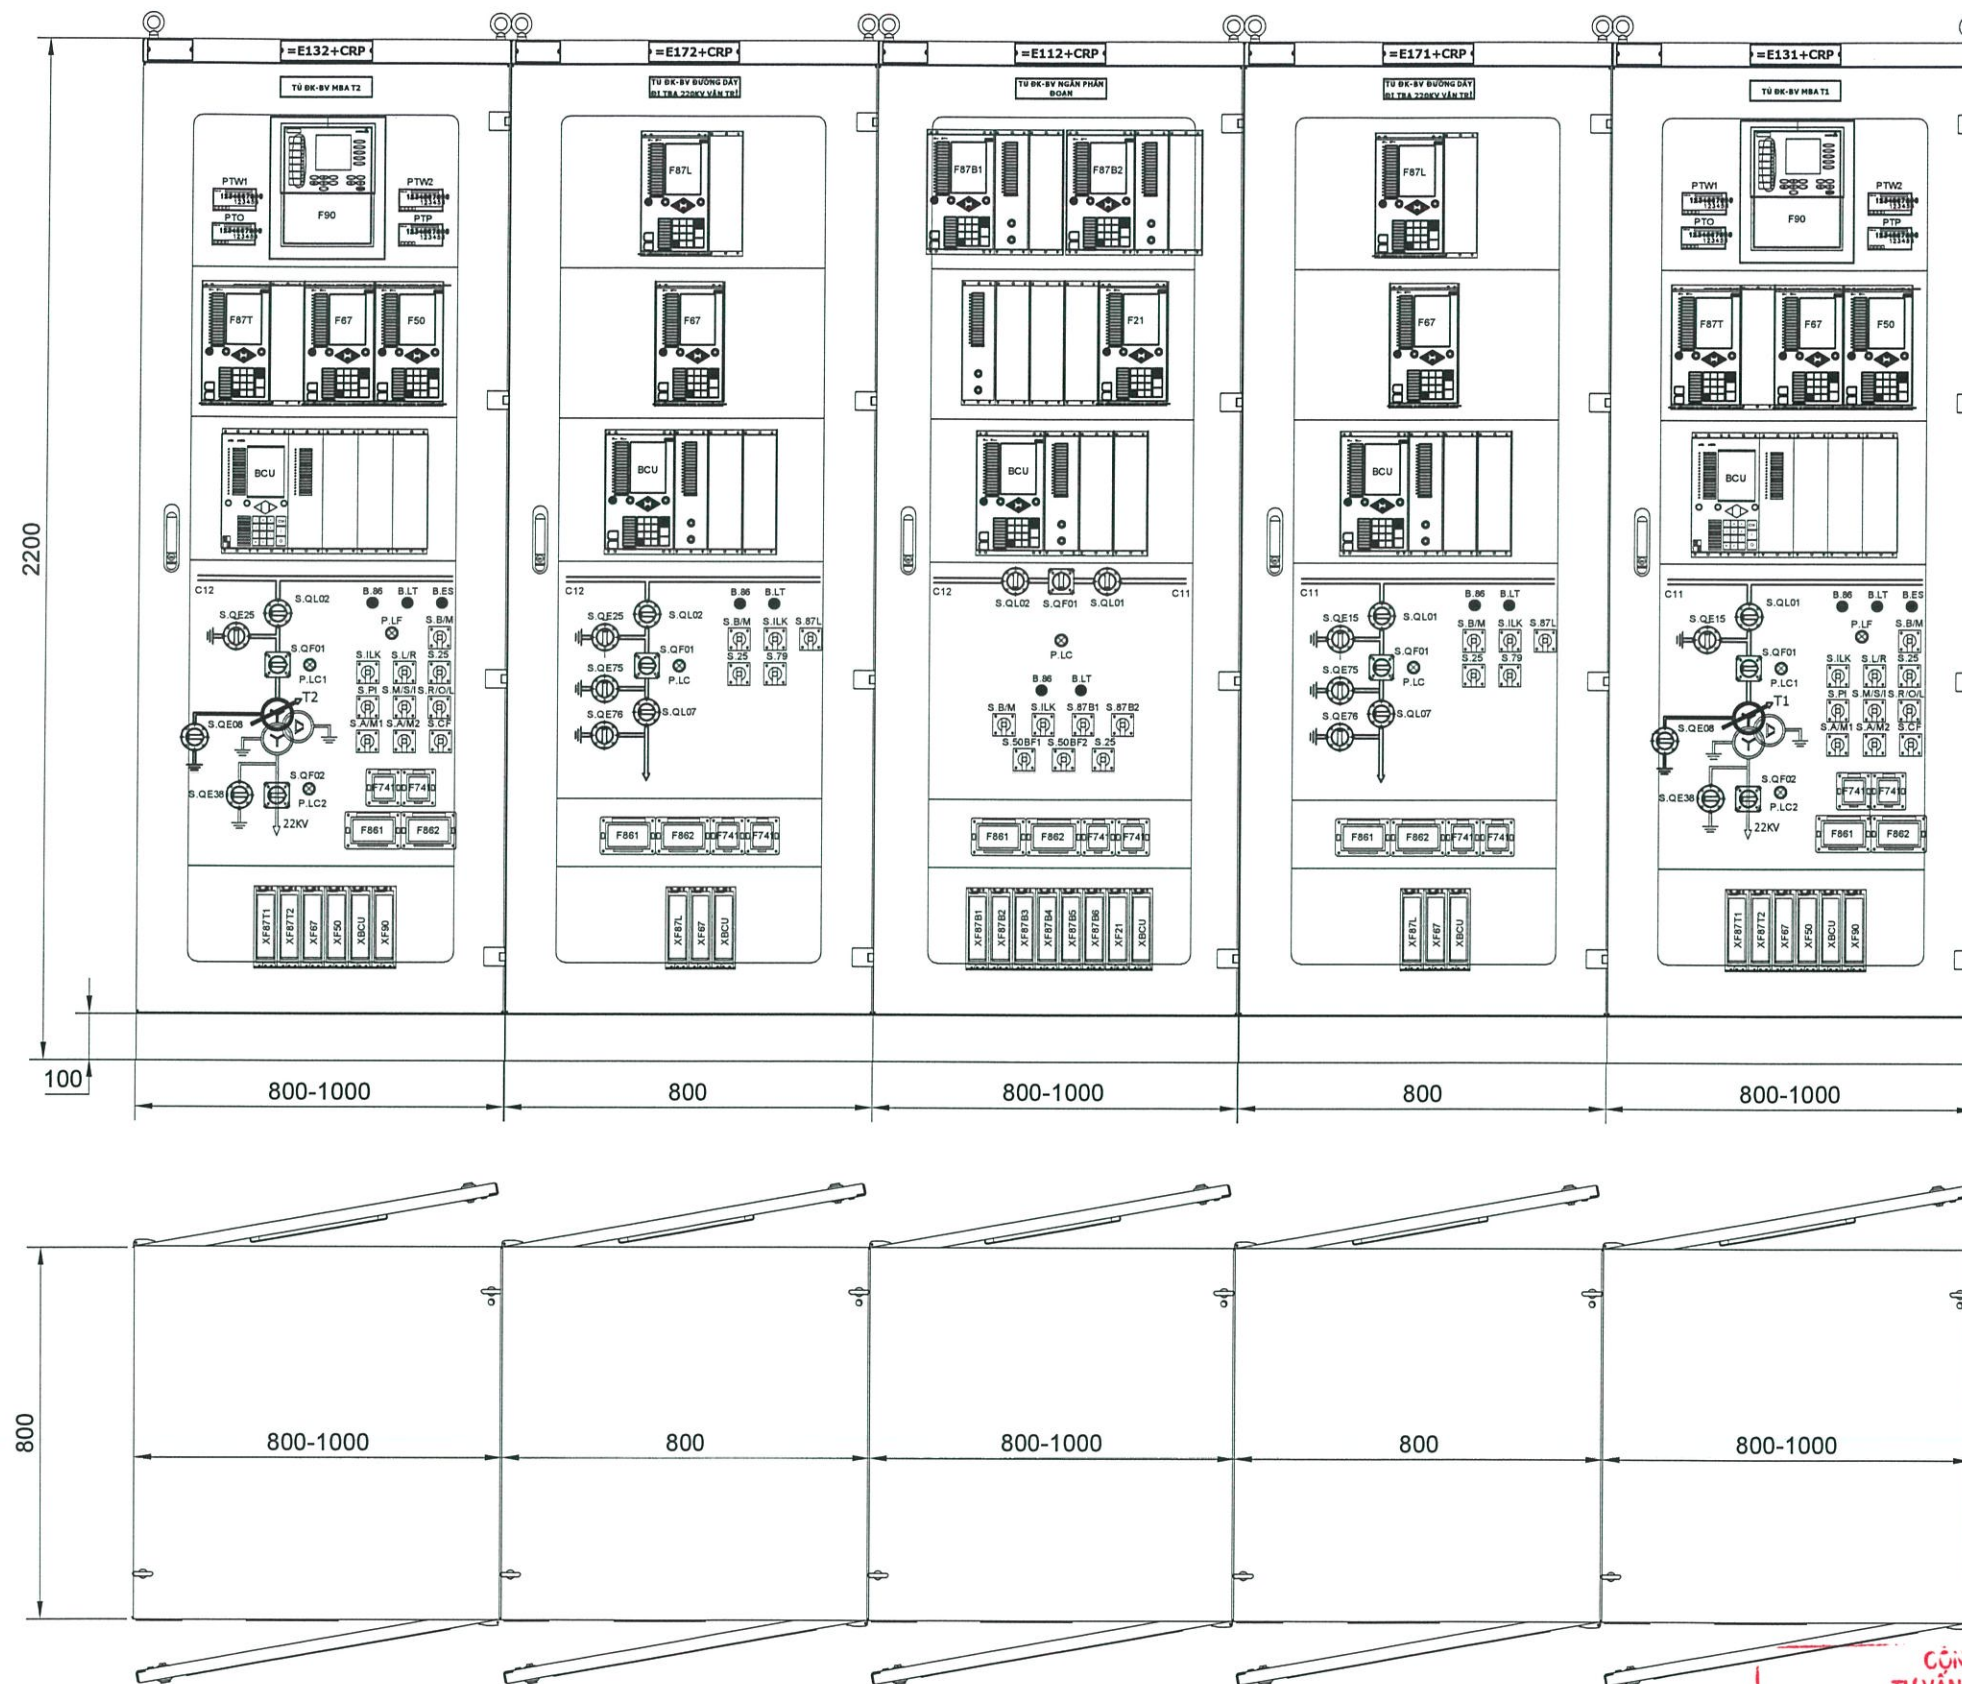 =E132+CRP
=E172+CRP
=E112+CRP
=E171+CRP
=E131+CRP
TỦ ĐK-BV MBA T2
TỦ ĐK-BV ĐƯỜNG DÂY
ĐI TBA 220KV VÂN TRÌ
TỦ ĐK-BV NGĂN PHÂN
ĐOẠN
TỦ ĐK-BV ĐƯỜNG DÂY
ĐI TBA 220KV VÂN TRÌ
TỦ ĐK-BV MBA T1
PTW1
PTW2
PTO
PTP
F90
F87L
F87B1
F87B2
F87L
PTW1
PTW2
PTO
PTP
F90
F87T
F67
F50
F67
F21
F67
F87T
F67
F50
BCU
BCU
BCU
BCU
BCU
2200
C12
S.QL02
B.86
B.LT
B.ES
S.QE25
P.LF
S.B/M
S.QF01
P.LC1
S.ILK
S.L/R
S.25
S.PI
S.M/S/I
S.R/O/L
T2
S.A/M1
S.A/M2
S.CF
S.QE08
S.QF02
S.QE38
P.LC2
22KV
F741
F741
F861
F862
C12
S.QE25
S.QL02
B.86
B.LT
S.B/M
S.ILK
S.87L
S.QF01
S.25
S.79
S.QE75
P.LC
S.QE76
S.QL07
F861
F862
F741
F741
C12
S.QL02
S.QF01
S.QL01
C11
P.LC
B.86
B.LT
S.B/M
S.ILK
S.87B1
S.87B2
S.50BF1
S.50BF2
S.25
F861
F862
F741
F741
C11
S.QE15
S.QL01
B.86
B.LT
S.B/M
S.ILK
S.87L
S.QF01
S.25
S.79
S.QE75
P.LC
S.QE76
S.QL07
F861
F862
F741
F741
C11
S.QL01
B.86
B.LT
B.ES
S.QE15
P.LF
S.B/M
S.QF01
P.LC1
S.ILK
S.L/R
S.25
S.PI
S.M/S/I
S.R/O/L
T1
S.A/M1
S.A/M2
S.CF
S.QE08
S.QF02
S.QE38
P.LC2
22KV
F741
F741
F861
F862
XF87T1
XF87T2
XF67
XF50
XBCU
XF90
XF87L
XF67
XBCU
XF87B1
XF87B2
XF87B3
XF87B4
XF87B5
XF87B6
XF21
XBCU
XF87L
XF67
XBCU
XF87T1
XF87T2
XF67
XF50
XBCU
XF90
100
800-1000
800
800-1000
800
800-1000
800
800-1000
800
800-1000
800
800-1000